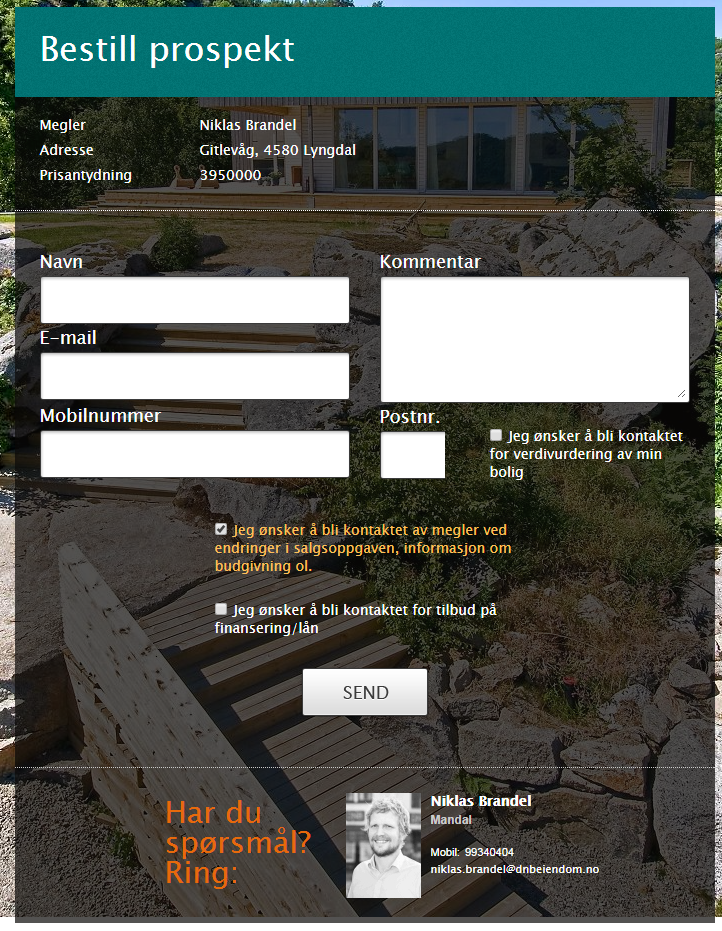 Bestill prospekt
Megler Niklas Brandel
Adresse Gitlevåg, 4580 Lyngdal
Prisantydning 3950000
Navn
E-mail
Mobilnummer
Kommentar
Postnr.
Jeg ønsker å bli kontaktet
for verdivurdering av min
bolig
Jeg ønsker å bli kontaktet av megler ved
endringer i salgsoppgaven, informasjon om
budgivning ol.
Jeg ønsker å bli kontaktet for tilbud på
finansering/lån
SEND
Har du
spørsmål?
Ring:
Niklas Brandel
Mandal
Mobil: 99340404
niklas.brandel@dnbeiendom.no